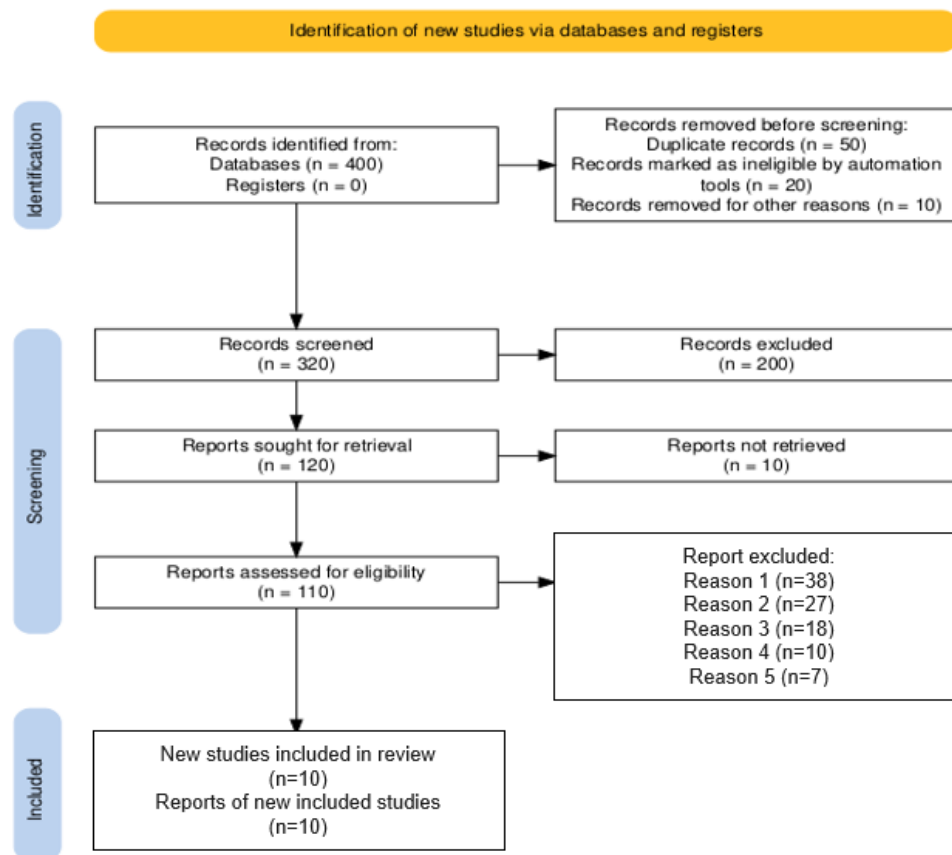 Identification of new studies via databases and registers
Identification
Records identified from:
Databases (n = 400)
Registers (n = 0)
Records removed before screening:
Duplicate records (n = 50)
Records marked as ineligible by automation
tools (n = 20)
Records removed for other reasons (n = 10)
Screening
Records screened
(n = 320)
Records excluded
(n = 200)
Reports sought for retrieval
(n = 120)
Reports not retrieved
(n = 10)
Reports assessed for eligibility
(n = 110)
Report excluded:
Reason 1 (n=38)
Reason 2 (n=27)
Reason 3 (n=18)
Reason 4 (n=10)
Reason 5 (n=7)
Included
New studies included in review
(n=10)
Reports of new included studies
(n=10)